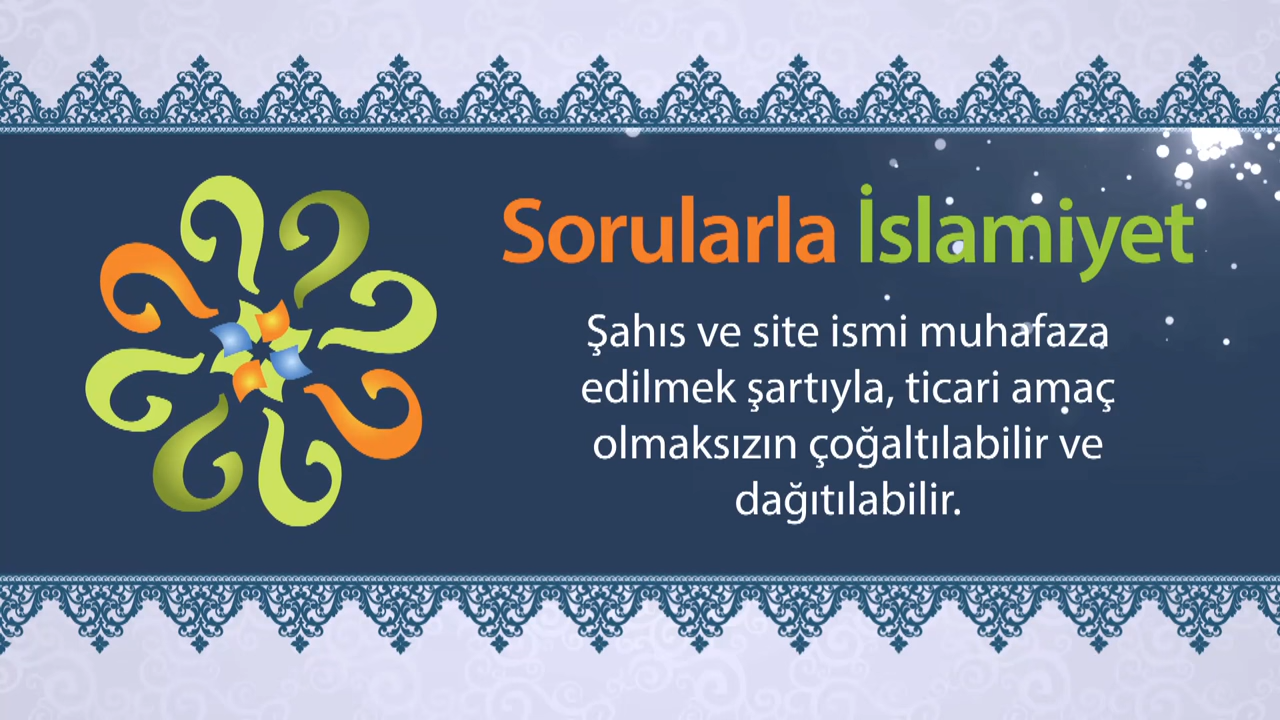 Sorularla İslamiyet
Şahıs ve site ismi muhafaza
edilmek şartıyla, ticari amaç
olmaksızın çoğaltılabilir ve
dağıtılabilir.